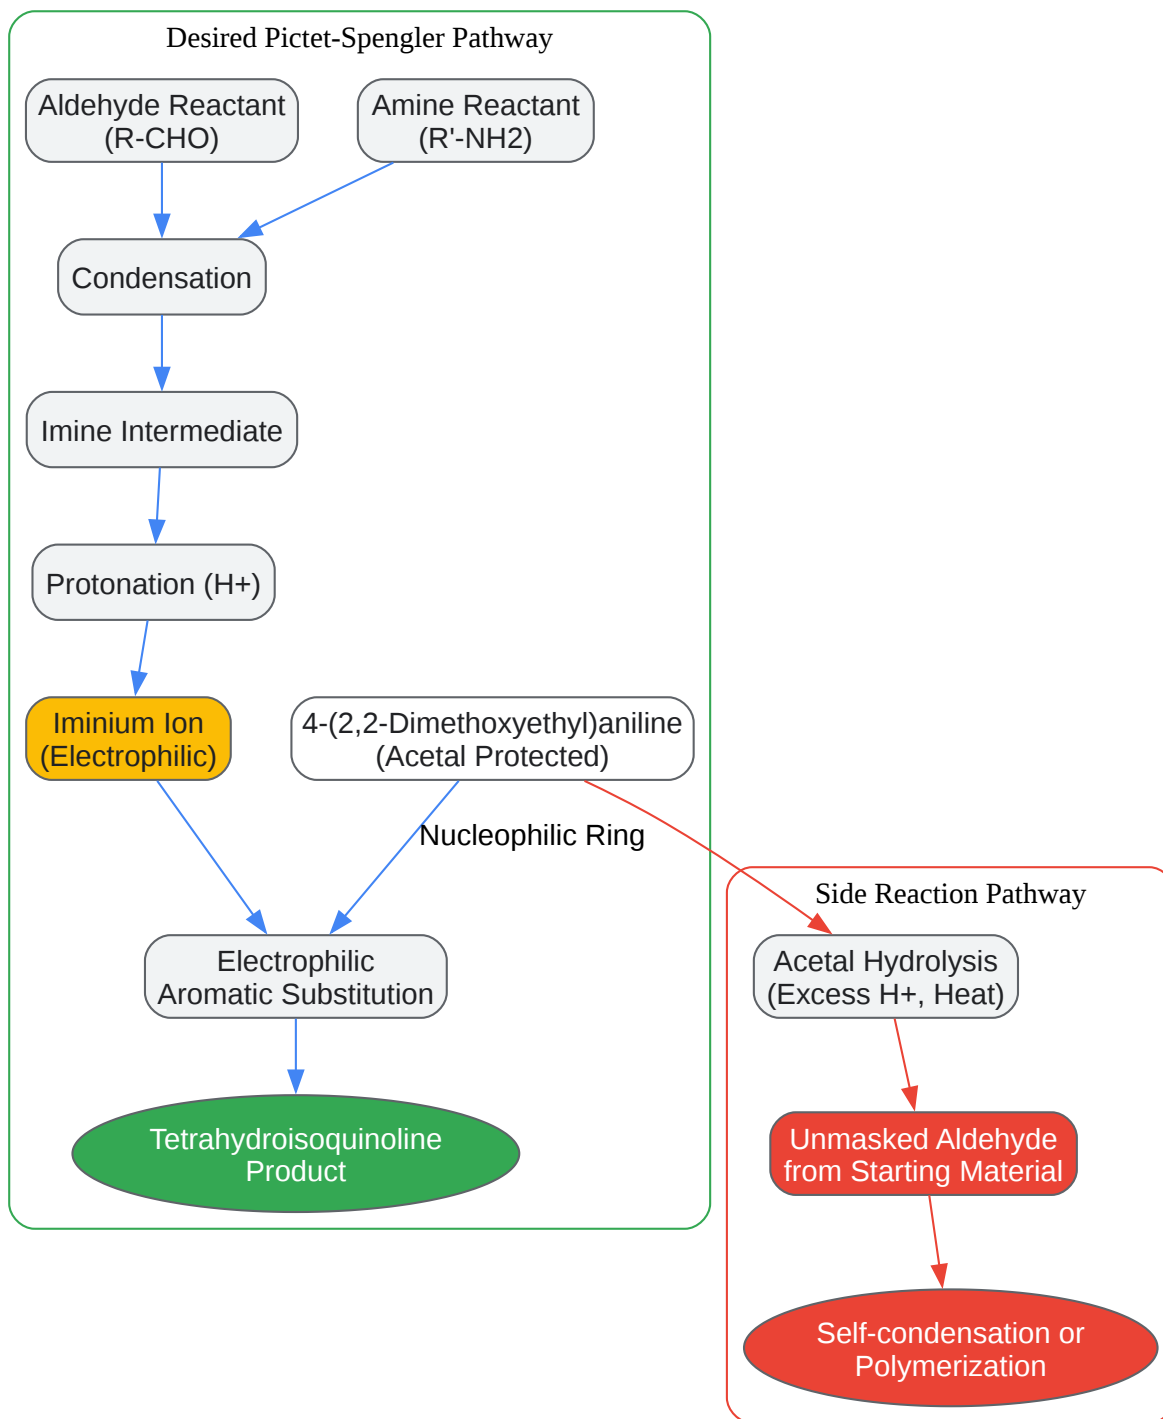 Desired Pictet-Spengler Pathway
Aldehyde Reactant
(R-CHO)
Amine Reactant
(R'-NH2)
Condensation
Imine Intermediate
Protonation (H+)
Iminium Ion
(Electrophilic)
4-(2,2-Dimethoxyethyl)aniline
(Acetal Protected)
Nucleophilic Ring
Electrophilic
Aromatic Substitution
Tetrahydroisoquinoline
Product
Side Reaction Pathway
Acetal Hydrolysis
(Excess H+, Heat)
Unmasked Aldehyde
from Starting Material
Self-condensation or
Polymerization